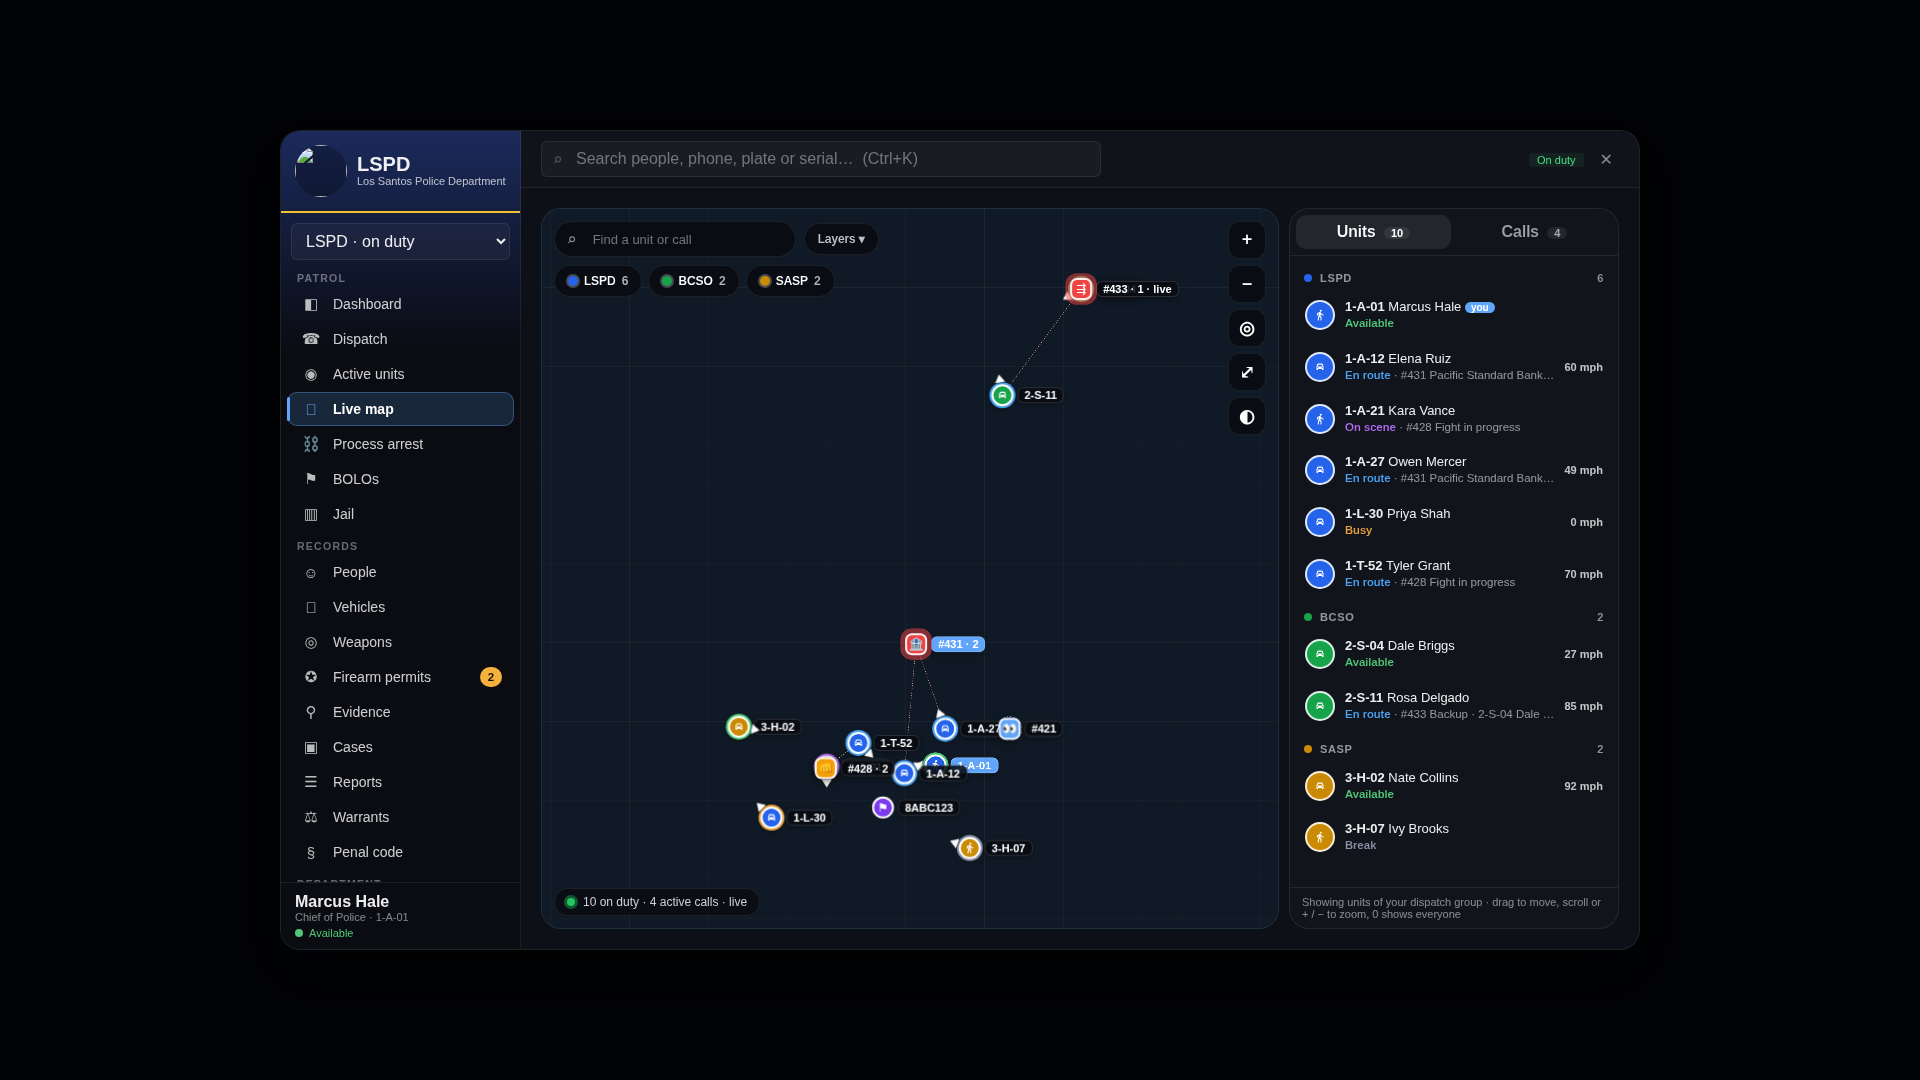 LSPD
Los Santos Police Department
LSPD · on duty
PATROL
Dashboard
Dispatch
Active units
Live map
Process arrest
BOLOs
Jail
RECORDS
People
Vehicles
Weapons
Firearm permits 2
Evidence
Cases
Reports
Warrants
§ Penal code
Marcus Hale
Chief of Police · 1-A-01
Available
Search people, phone, plate or serial… (Ctrl+K)
On duty ✕
Find a unit or call
Layers ▾
LSPD 6
BCSO 2
SASP 2
+
−
#433 · 1 · live
2-S-11
#431 · 2
3-H-02
1-A-27
#421
1-T-52
#428 · 2
1-A-01
1-A-12
8ABC123
1-L-30
3-H-07
10 on duty · 4 active calls · live
Units 10
Calls 4
LSPD 6
1-A-01 Marcus Hale you
Available
1-A-12 Elena Ruiz
En route · #431 Pacific Standard Bank…
60 mph
1-A-21 Kara Vance
On scene · #428 Fight in progress
1-A-27 Owen Mercer
En route · #431 Pacific Standard Bank…
49 mph
1-L-30 Priya Shah
Busy
0 mph
1-T-52 Tyler Grant
En route · #428 Fight in progress
70 mph
BCSO 2
2-S-04 Dale Briggs
Available
27 mph
2-S-11 Rosa Delgado
En route · #433 Backup · 2-S-04 Dale …
85 mph
SASP 2
3-H-02 Nate Collins
Available
92 mph
3-H-07 Ivy Brooks
Break
Showing units of your dispatch group · drag to move, scroll or
+ / − to zoom, 0 shows everyone